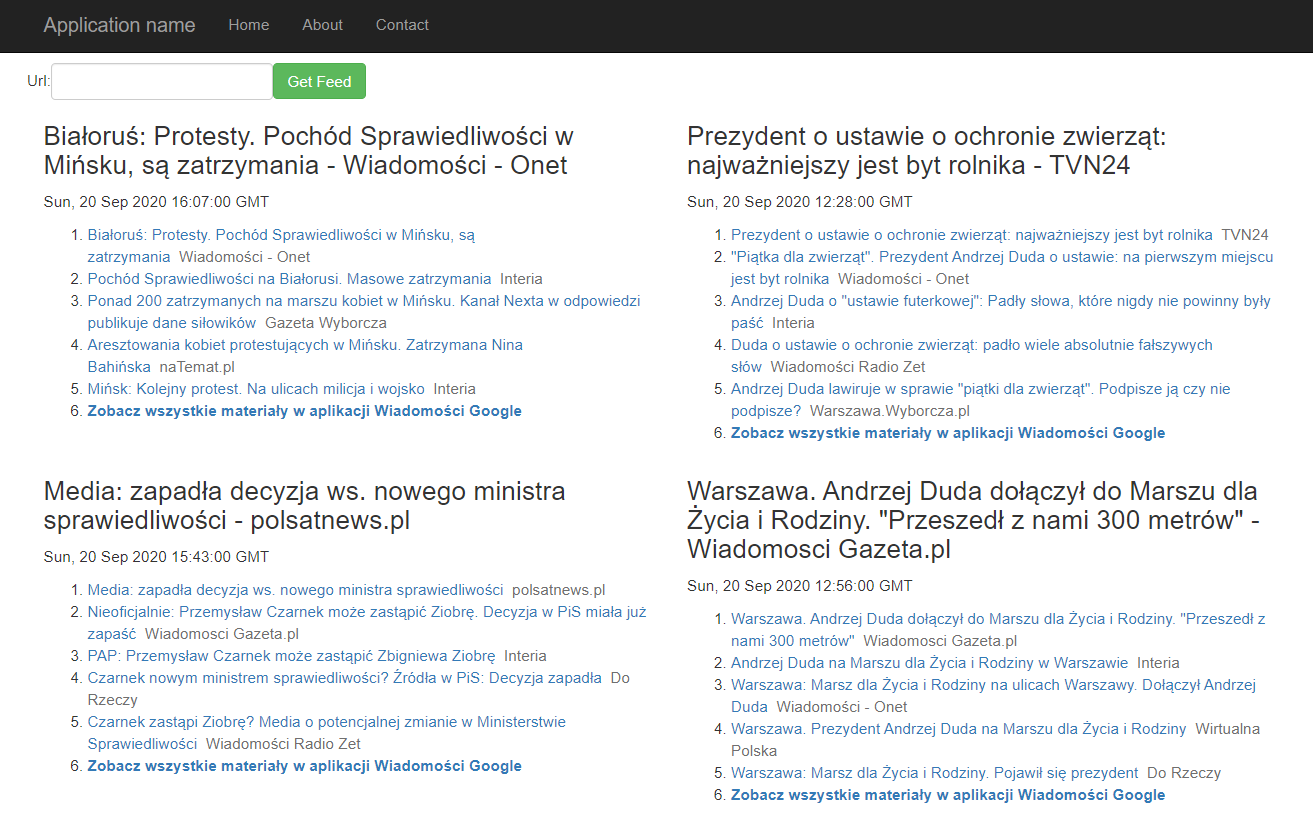 Application name Home About Contact
Url: Get Feed
Białoruś: Protesty. Pochód Sprawiedliwości w
Mińsku, są zatrzymania - Wiadomości - Onet
Sun, 20 Sep 2020 16:07:00 GMT
1. Białoruś: Protesty. Pochód Sprawiedliwości w Mińsku, są
zatrzymania Wiadomości - Onet
2. Pochód Sprawiedliwości na Białorusi. Masowe zatrzymania Interia
3. Ponad 200 zatrzymanych na marszu kobiet w Mińsku. Kanał Nexta w odpowiedzi
publikuje dane siłowików Gazeta Wyborcza
4. Aresztowania kobiet protestujących w Mińsku. Zatrzymana Nina
Bahińska naTemat.pl
5. Mińsk: Kolejny protest. Na ulicach milicja i wojsko Interia
6. Zobacz wszystkie materiały w aplikacji Wiadomości Google
Prezydent o ustawie o ochronie zwierząt:
najważniejszy jest byt rolnika - TVN24
Sun, 20 Sep 2020 12:28:00 GMT
1. Prezydent o ustawie o ochronie zwierząt: najważniejszy jest byt rolnika TVN24
2. "Piątka dla zwierząt". Prezydent Andrzej Duda o ustawie: na pierwszym miejscu
jest byt rolnika Wiadomości - Onet
3. Andrzej Duda o "ustawie futerkowej": Padły słowa, które nigdy nie powinny były
paść Interia
4. Duda o ustawie o ochronie zwierząt: padło wiele absolutnie fałszywych
słów Wiadomości Radio Zet
5. Andrzej Duda lawiruje w sprawie "piątki dla zwierząt". Podpisze ją czy nie
podpisze? Warszawa.Wyborcza.pl
6. Zobacz wszystkie materiały w aplikacji Wiadomości Google
Media: zapadła decyzja ws. nowego ministra
sprawiedliwości - polsatnews.pl
Sun, 20 Sep 2020 15:43:00 GMT
1. Media: zapadła decyzja ws. nowego ministra sprawiedliwości polsatnews.pl
2. Nieoficjalnie: Przemysław Czarnek może zastąpić Ziobrę. Decyzja w PiS miała już
zapaść Wiadomosci Gazeta.pl
3. PAP: Przemysław Czarnek może zastąpić Zbigniewa Ziobrę Interia
4. Czarnek nowym ministrem sprawiedliwości? Źródła w PiS: Decyzja zapadła Do
Rzeczy
5. Czarnek zastąpi Ziobrę? Media o potencjalnej zmianie w Ministerstwie
Sprawiedliwości Wiadomości Radio Zet
6. Zobacz wszystkie materiały w aplikacji Wiadomości Google
Warszawa. Andrzej Duda dołączył do Marszu dla
Życia i Rodziny. "Przeszedł z nami 300 metrów" -
Wiadomosci Gazeta.pl
Sun, 20 Sep 2020 12:56:00 GMT
1. Warszawa. Andrzej Duda dołączył do Marszu dla Życia i Rodziny. "Przeszedł z
nami 300 metrów" Wiadomosci Gazeta.pl
2. Andrzej Duda na Marszu dla Życia i Rodziny w Warszawie Interia
3. Warszawa: Marsz dla Życia i Rodziny na ulicach Warszawy. Dołączył Andrzej
Duda Wiadomości - Onet
4. Warszawa. Prezydent Andrzej Duda na Marszu dla Życia i Rodziny Wirtualna
Polska
5. Warszawa: Marsz dla Życia i Rodziny. Pojawił się prezydent Do Rzeczy
6. Zobacz wszystkie materiały w aplikacji Wiadomości Google